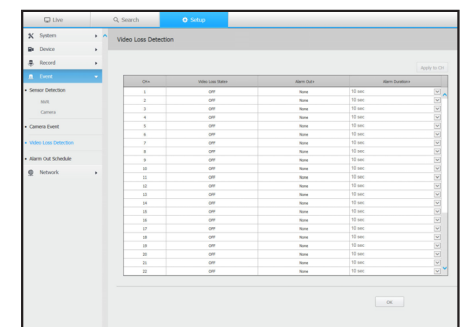 Live
Search
Setup
System
Device
Record
Event
Sensor Detection
NVR
Camera
Camera Event
Video Loss Detection
Alarm Out Schedule
Network
Video Loss Detection
Apply to CH
CH Video Loss State Alarm Out Alarm Duration
1 OFF None 10 sec
2 OFF None 10 sec
3 OFF None 10 sec
4 OFF None 10 sec
5 OFF None 10 sec
6 OFF None 10 sec
7 OFF None 10 sec
8 OFF None 10 sec
9 OFF None 10 sec
10 OFF None 10 sec
11 OFF None 10 sec
12 OFF None 10 sec
13 OFF None 10 sec
14 OFF None 10 sec
15 OFF None 10 sec
16 OFF None 10 sec
17 OFF None 10 sec
18 OFF None 10 sec
19 OFF None 10 sec
20 OFF None 10 sec
21 OFF None 10 sec
22 OFF None 10 sec
OK